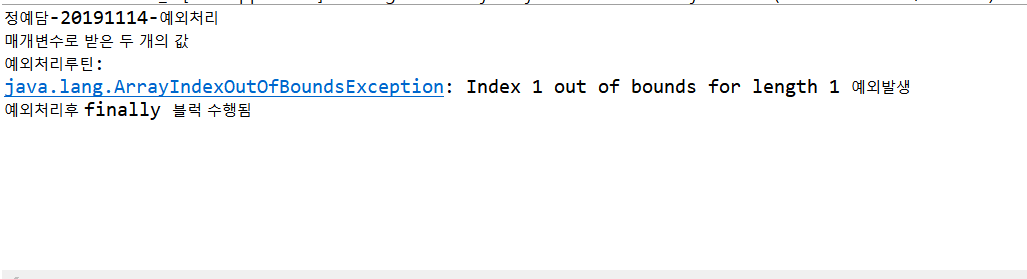 정예담-20191114-예외처리
매개변수로 받은 두 개의 값
예외처리루틴:
java.lang.ArrayIndexOutOfBoundsException: Index 1 out of bounds for length 1 예외발생
예외처리후 finally 블럭 수행됨